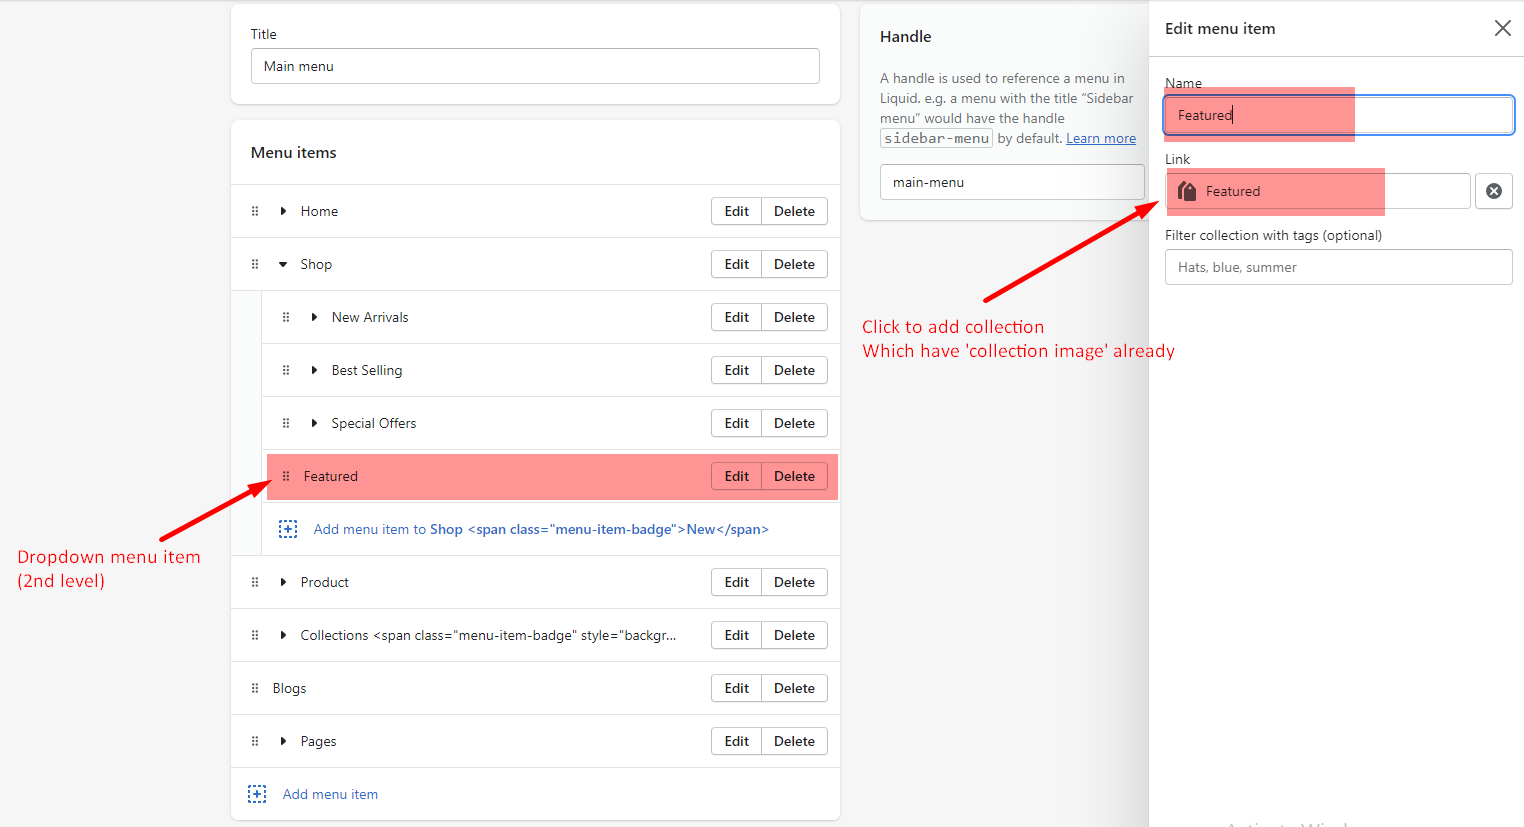 Title
Main menu
Menu items
Home
Edit
Delete
Shop
Edit
Delete
New Arrivals
Edit
Delete
Best Selling
Edit
Delete
Special Offers
Edit
Delete
Featured
Edit
Delete
Add menu item to Shop <span class="menu-item-badge">New</span>
Product
Edit
Delete
Collections <span class="menu-item-badge" style="backgr...
Edit
Delete
Blogs
Edit
Delete
Pages
Edit
Delete
Add menu item
Dropdown menu item
(2nd level)
Handle
A handle is used to reference a menu in
Liquid. e.g. a menu with the title “Sidebar
menu” would have the handle
sidebar-menu by default. Learn more
main-menu
Click to add collection
Which have 'collection image' already
Edit menu item
Name
Featured
Link
Featured
Filter collection with tags (optional)
Hats, blue, summer